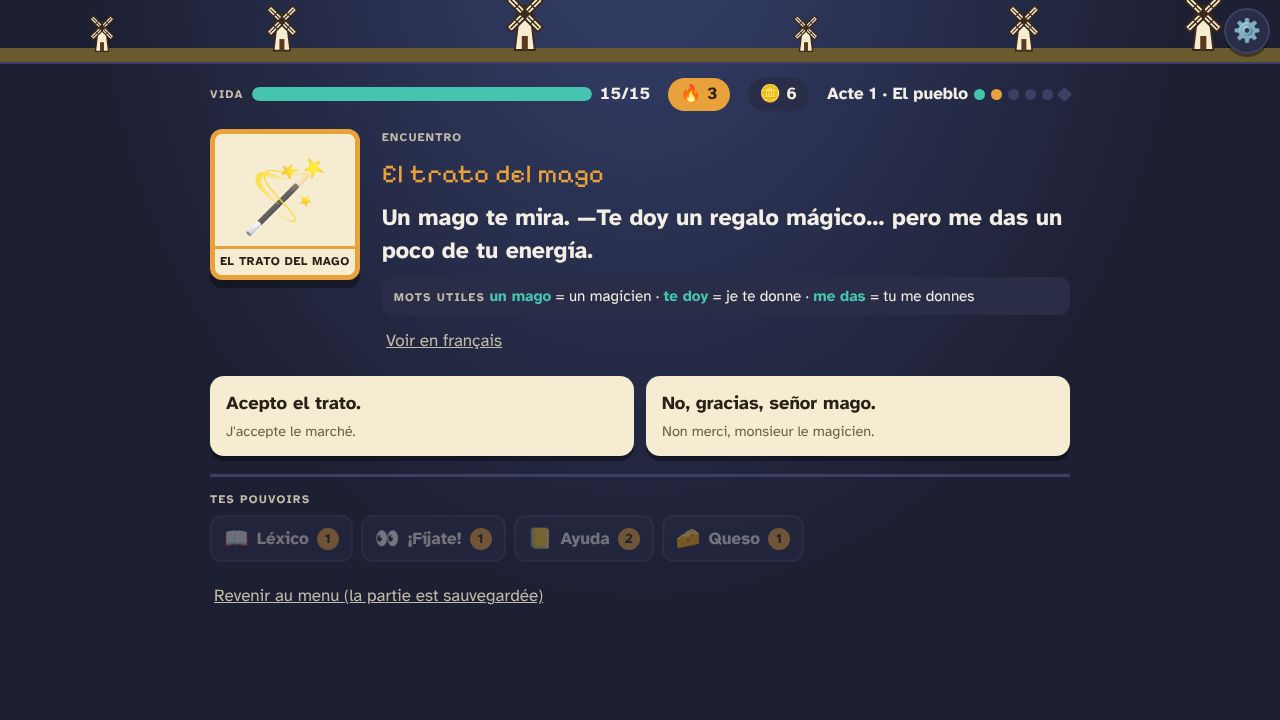 VIDA 15/15 🔥 3 🪙 6 Acte 1 · El pueblo
ENCUENTRO
El trato del mago
Un mago te mira. —Te doy un regalo mágico... pero me das un
poco de tu energía.
EL TRATO DEL MAGO
MOTS UTILES un mago = un magicien · te doy = je te donne · me das = tu me donnes
Voir en français
Acepto el trato.
J'accepte le marché.
No, gracias, señor mago.
Non merci, monsieur le magicien.
TES POUVOIRS
📖 Léxico 1 👀 ¡Fíjate! 1 📒 Ayuda 2 🧀 Queso 1
Revenir au menu (la partie est sauvegardée)